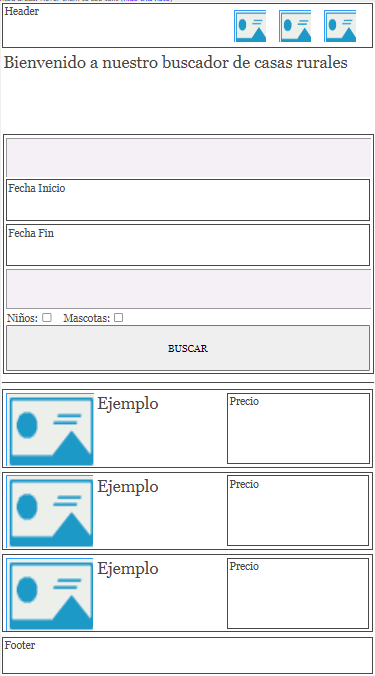 Header
Bienvenido a nuestro buscador de casas rurales
Fecha Inicio
Fecha Fin
Niños: Mascotas:
BUSCAR
Ejemplo Precio
Ejemplo Precio
Ejemplo Precio
Footer